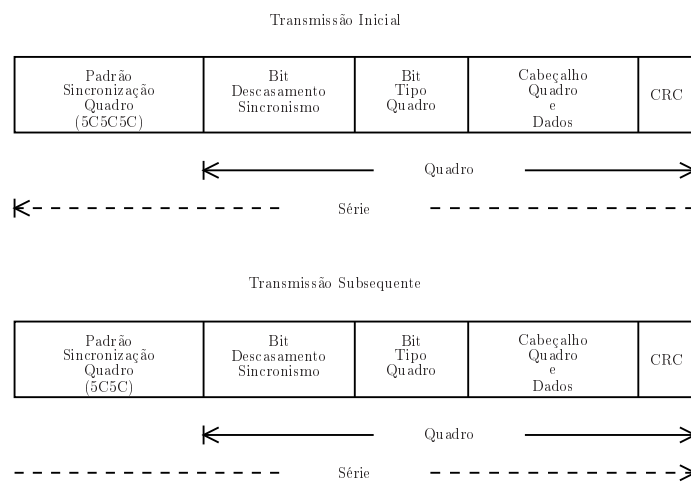 Transmissão Inicial
Padrão
Sincronização
Quadro
(5C5C5C)
Bit
Descasamento
Sincronismo
Bit
Tipo
Quadro
Cabeçalho
Quadro
e
Dados
CRC
Quadro
Série
Transmissão Subsequente
Padrão
Sincronização
Quadro
(5C5C)
Bit
Descasamento
Sincronismo
Bit
Tipo
Quadro
Cabeçalho
Quadro
e
Dados
CRC
Quadro
Série